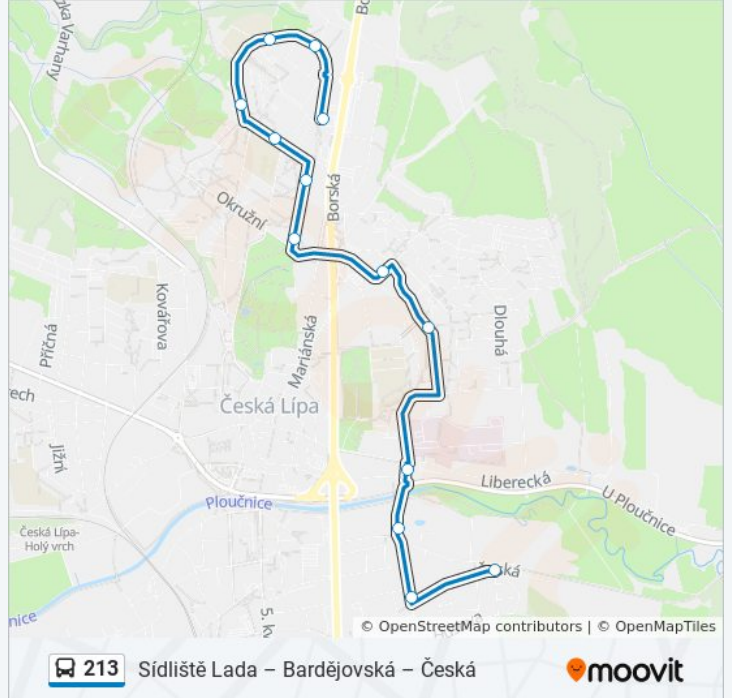 Varhany
Okružní
Borská
Kovářova
Příčná
Mariánská
Dlouhá
Česká Lípa
Jižní
Liberecká
Ploučnice
U Ploučnice
Česká Lípa-
Holý vrch
© OpenStreetMap contributors | © OpenMapTiles
213 Sídliště Lada – Bardějovská – Česká
moovit